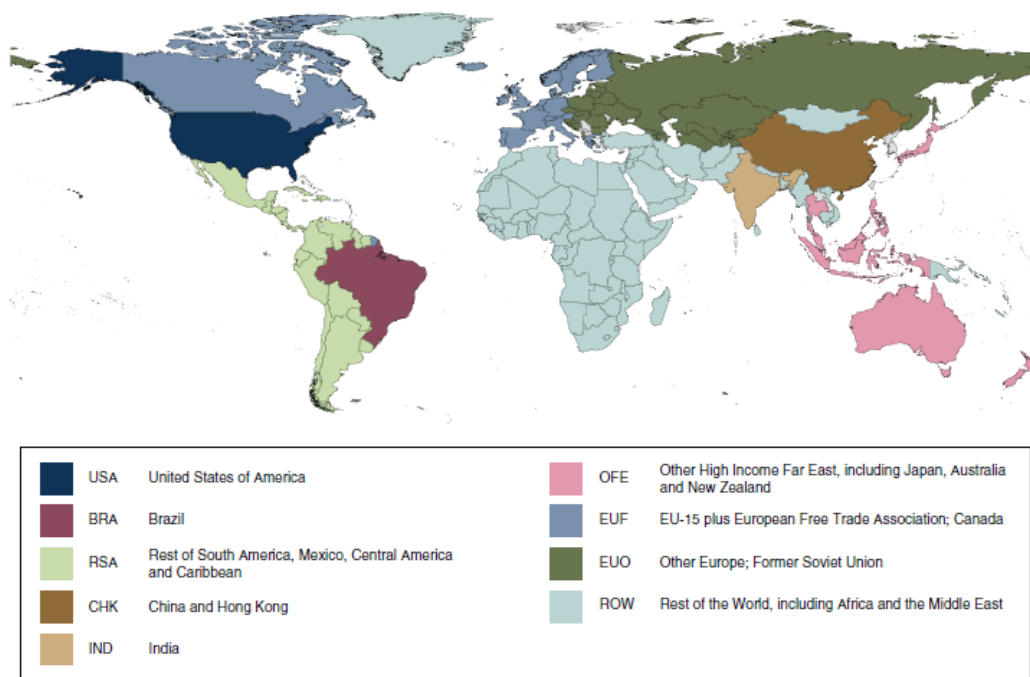 USA United States of America
BRA Brazil
RSA Rest of South America, Mexico, Central America
and Caribbean
CHK China and Hong Kong
IND India
OFE Other High Income Far East, including Japan, Australia
and New Zealand
EUF EU-15 plus European Free Trade Association; Canada
EUO Other Europe; Former Soviet Union
ROW Rest of the World, including Africa and the Middle East